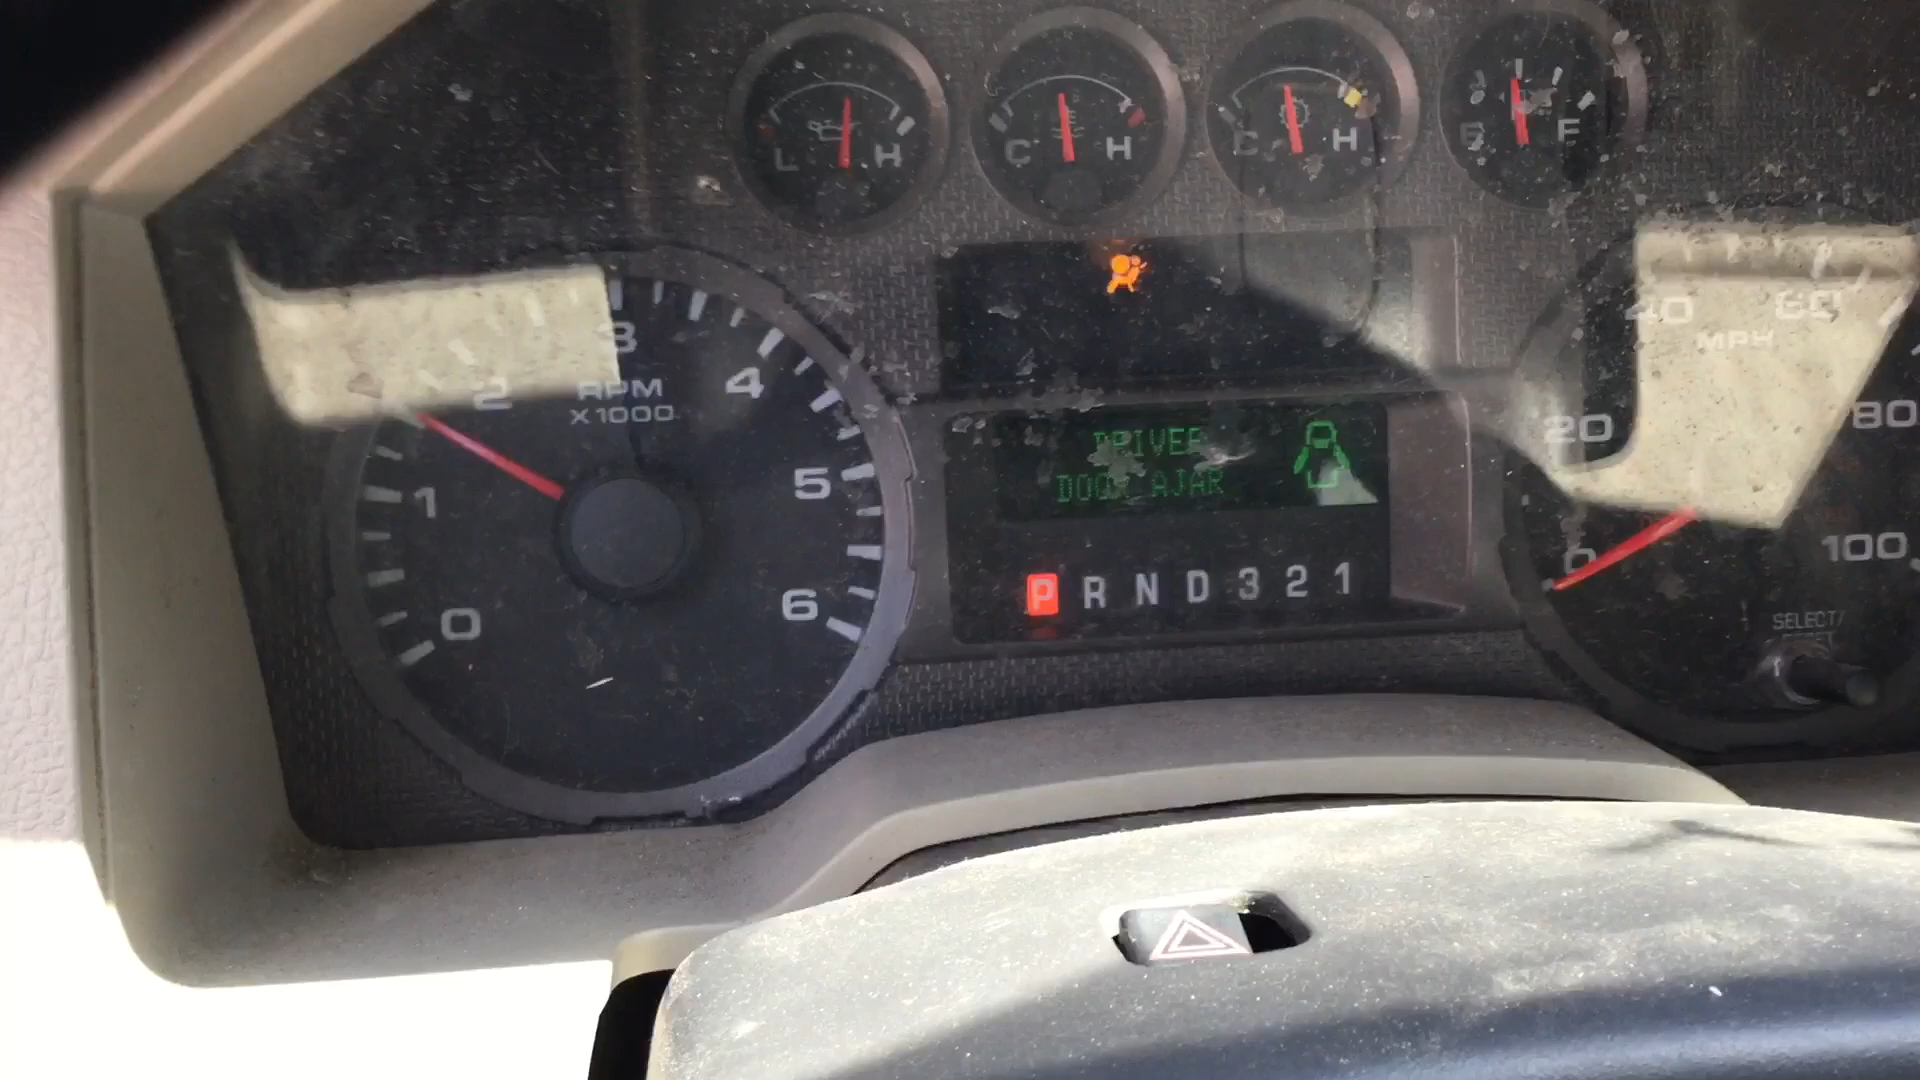 L H
C H
C H
E F
0 1 2 3 4 5 6
RPM
X1000
DRIVER
DOOR AJAR
P R N D 3 2 1
0 20 40 60 80 100
MPH
SELECT/
RESET